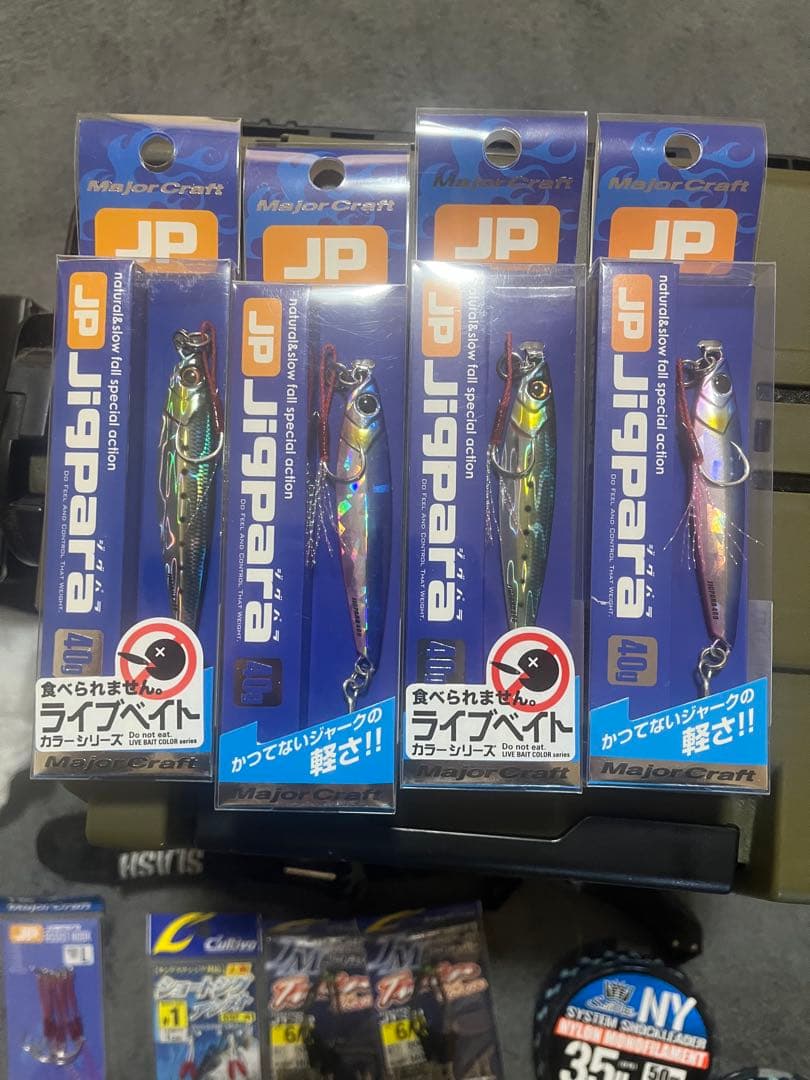 Major Craft
JP
JP
Jigpara
ジグパラ
natural&slow fall special action
DO FEEL AND CONTROL THAT WEIGHT.
40g
食べられません。
ライブベイト
カラーシリーズ
Do not eat.
LIVE BAIT COLOR series
Major Craft
Major Craft
JP
JP
Jigpara
ジグパラ
natural&slow fall special action
DO FEEL AND CONTROL THAT WEIGHT.
40g
かつてないジャークの
軽さ!!
Major Craft
Major Craft
JP
JP
Jigpara
ジグパラ
natural&slow fall special action
DO FEEL AND CONTROL THAT WEIGHT.
40g
食べられません。
ライブベイト
カラーシリーズ
Do not eat.
LIVE BAIT COLOR series
Major Craft
Major Craft
JP
JP
Jigpara
ジグパラ
natural&slow fall special action
DO FEEL AND CONTROL THAT WEIGHT.
40g
かつてないジャークの
軽さ!!
Major Craft
SLASH
Major Craft
JP
Cultiva
JM
JM
NY
SYSTEM SHOCKLEADER
NYLON MONOFILAMENT
35
50